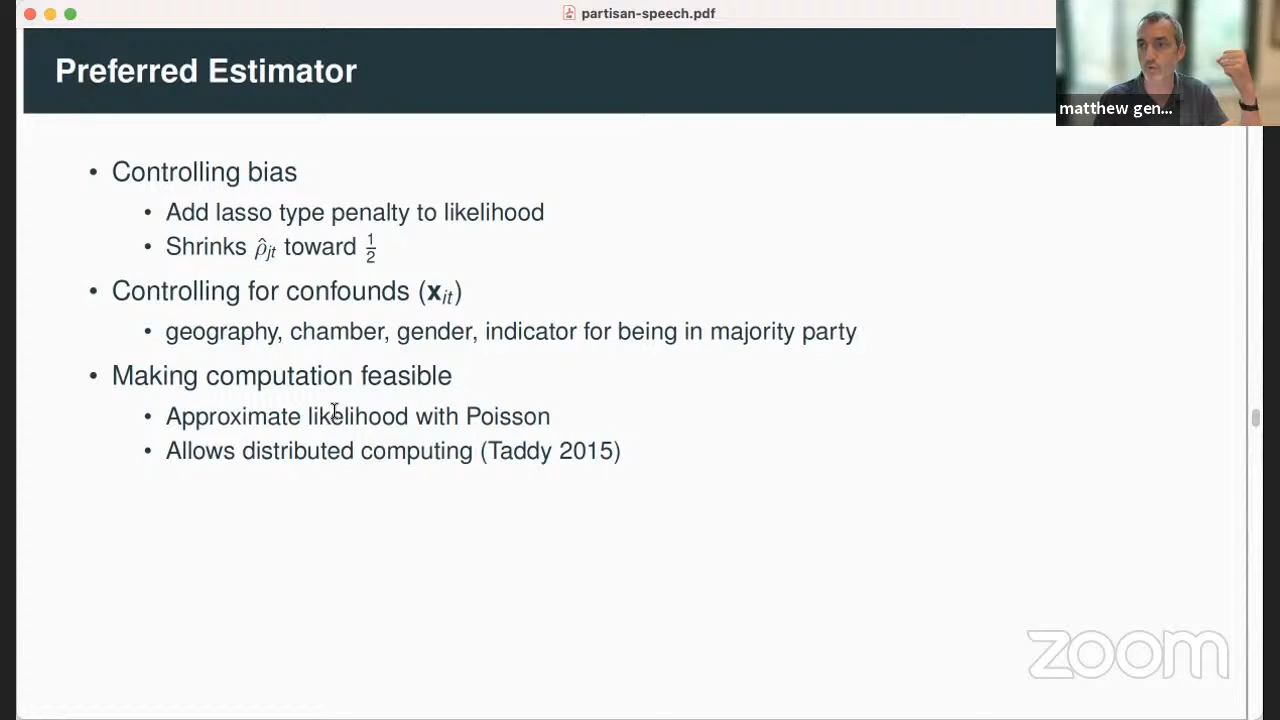 partisan-speech.pdf
Preferred Estimator
matthew gen...
• Controlling bias
• Add lasso type penalty to likelihood
• Shrinks ρ̂jt toward 1/2
• Controlling for confounds (xit)
• geography, chamber, gender, indicator for being in majority party
• Making computation feasible
• Approximate likelihood with Poisson
• Allows distributed computing (Taddy 2015)
zoom